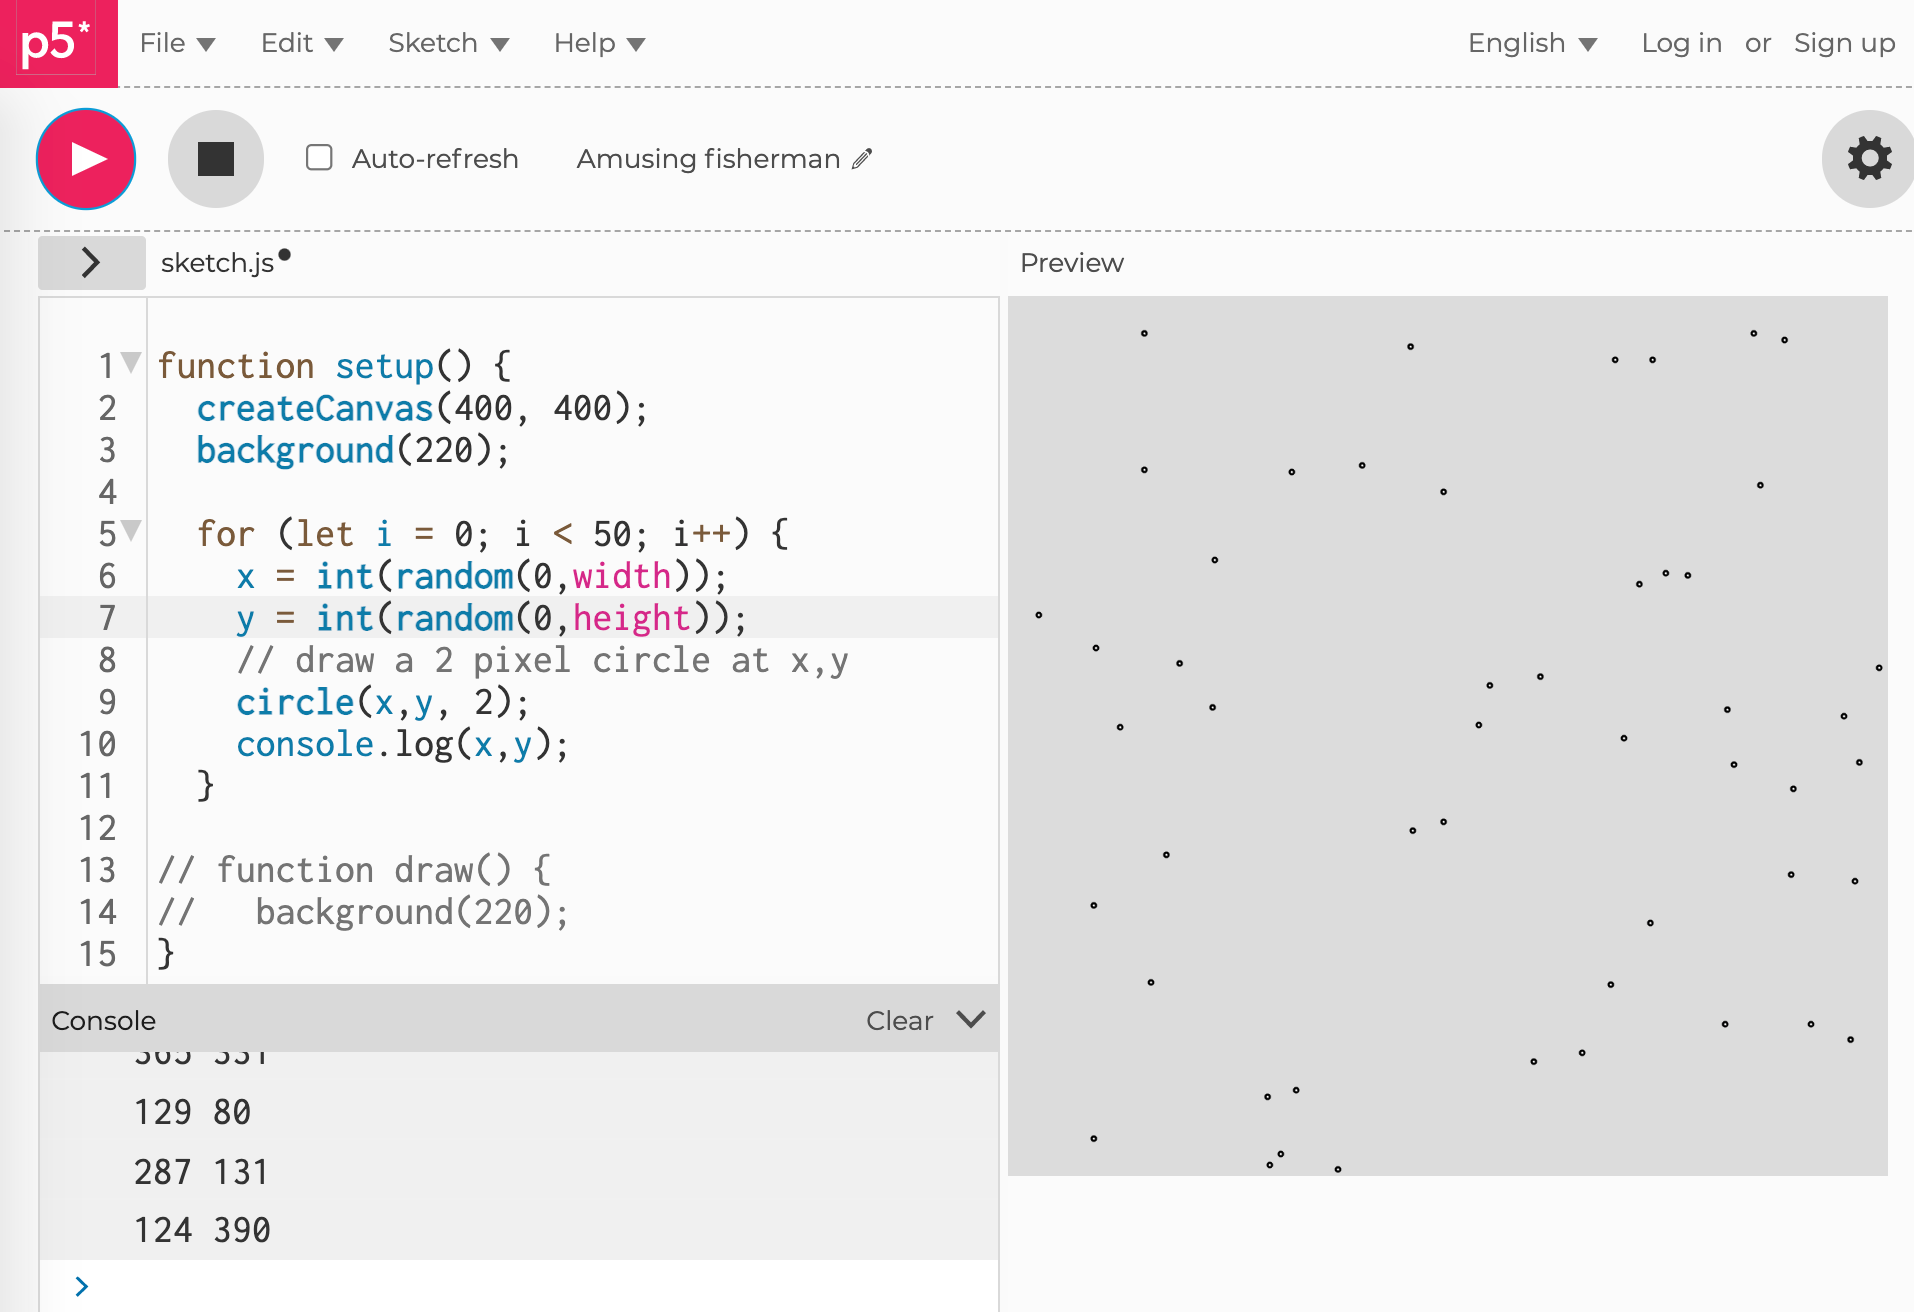 p5* File Edit Sketch Help English Log in or Sign up
Auto-refresh Amusing fisherman
sketch.js Preview
1 function setup() {
2 createCanvas(400, 400);
3 background(220);
4
5 for (let i = 0; i < 50; i++) {
6 x = int(random(0,width));
7 y = int(random(0,height));
8 // draw a 2 pixel circle at x,y
9 circle(x,y, 2);
10 console.log(x,y);
11 }
12
13 // function draw() {
14 // background(220);
15 }
Console Clear
365 331
129 80
287 131
124 390
>